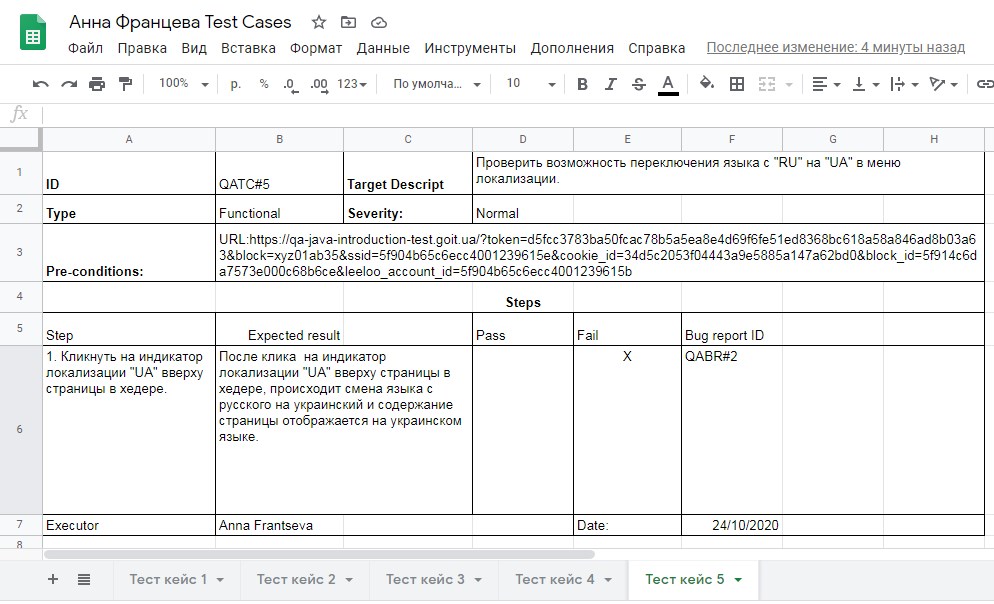 Анна Францева Test Cases
Файл Правка Вид Вставка Формат Данные Инструменты Дополнения Справка Последнее изменение: 4 минуты назад
100% р. % .0 .00 123 По умолча... 10 B I S A
fx
A B C D E F G H
1 ID QATC#5 Target Descript Проверить возможность переключения языка с "RU" на "UA" в меню
локализации.
2 Type Functional Severity: Normal
3 Pre-conditions: URL:https://qa-java-introduction-test.goit.ua/?token=d5fcc3783ba50fcac78b5a5ea8e4d69f6fe51ed8368bc618a58a846ad8b03a6
3&block=xyz01ab35&ssid=5f904b65c6ecc4001239615e&cookie_id=34d5c2053f04443a9e5885a147a62bd0&block_id=5f914c6d
a7573e000c68b6ce&leeloo_account_id=5f904b65c6ecc4001239615b
4 Steps
5 Step Expected result Pass Fail Bug report ID
6
1. Кликнуть на индикатор
локализации "UA" вверху
страницы в хедере.
После клика на индикатор
локализации "UA" вверху страницы в
хедере, происходит смена языка с
русского на украинский и содержание
страницы отображается на украинском
языке.
X QABR#2
7 Executor Anna Frantseva Date: 24/10/2020
8
+ Тест кейс 1 Тест кейс 2 Тест кейс 3 Тест кейс 4 Тест кейс 5